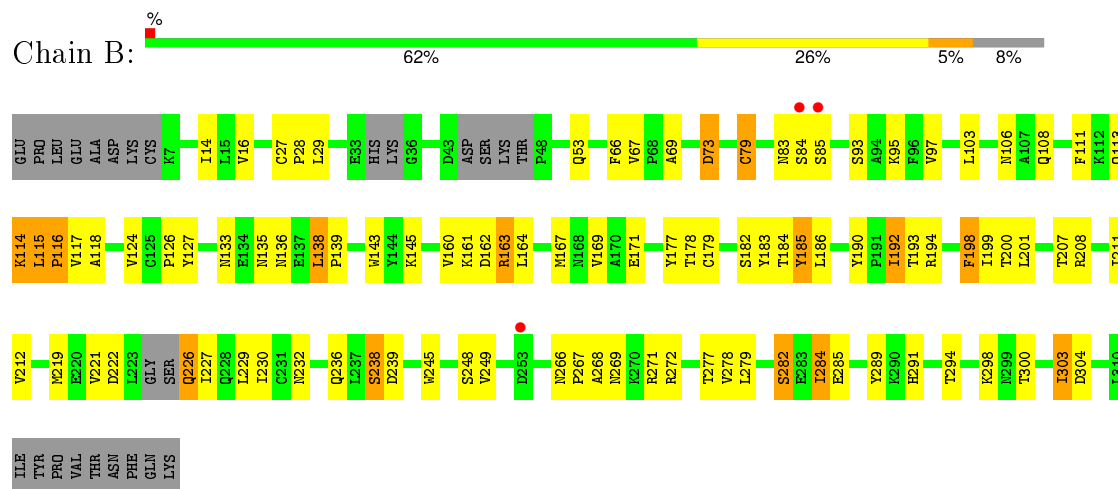 %
Chain B:
62% 26% 5% 8%
GLU PRO LEU GLU ALA ASP LYS CYS K7 I14 L15 V16 C27 P28 L29 E33 HIS LYS G36 D43 ASP SER LYS THR P48 Q53 F66 V67 P68 A69 D73 C79 N83 S84 S85 S93 A94 K95 F96 V97 L103 N106 A107 Q108 F111 K112 Q113
K114 L115 P116 V117 A118 V124 C125 P126 Y127 N133 E134 N135 N136 E137 L138 P139 W143 Y144 K145 V160 K161 D162 R163 L164 M167 N168 V169 A170 E171 Y177 T178 C179 S182 Y183 T184 Y185 L186 Y190 P191 I192 T193 R194 F198 I199 T200 L201 T207 R208 I211
V212 M219 E220 V221 D222 L223 GLY SER Q226 I227 Q228 L229 I230 C231 N232 Q236 L237 S238 D239 W245 S248 V249 D253 N266 P267 A268 N269 K270 R271 R272 T277 V278 L279 S282 E283 I284 E285 Y289 K290 H291 T294 K298 N299 T300 I303 D304 L310
ILE TYR PRO VAL THR ASN PHE GLN LYS